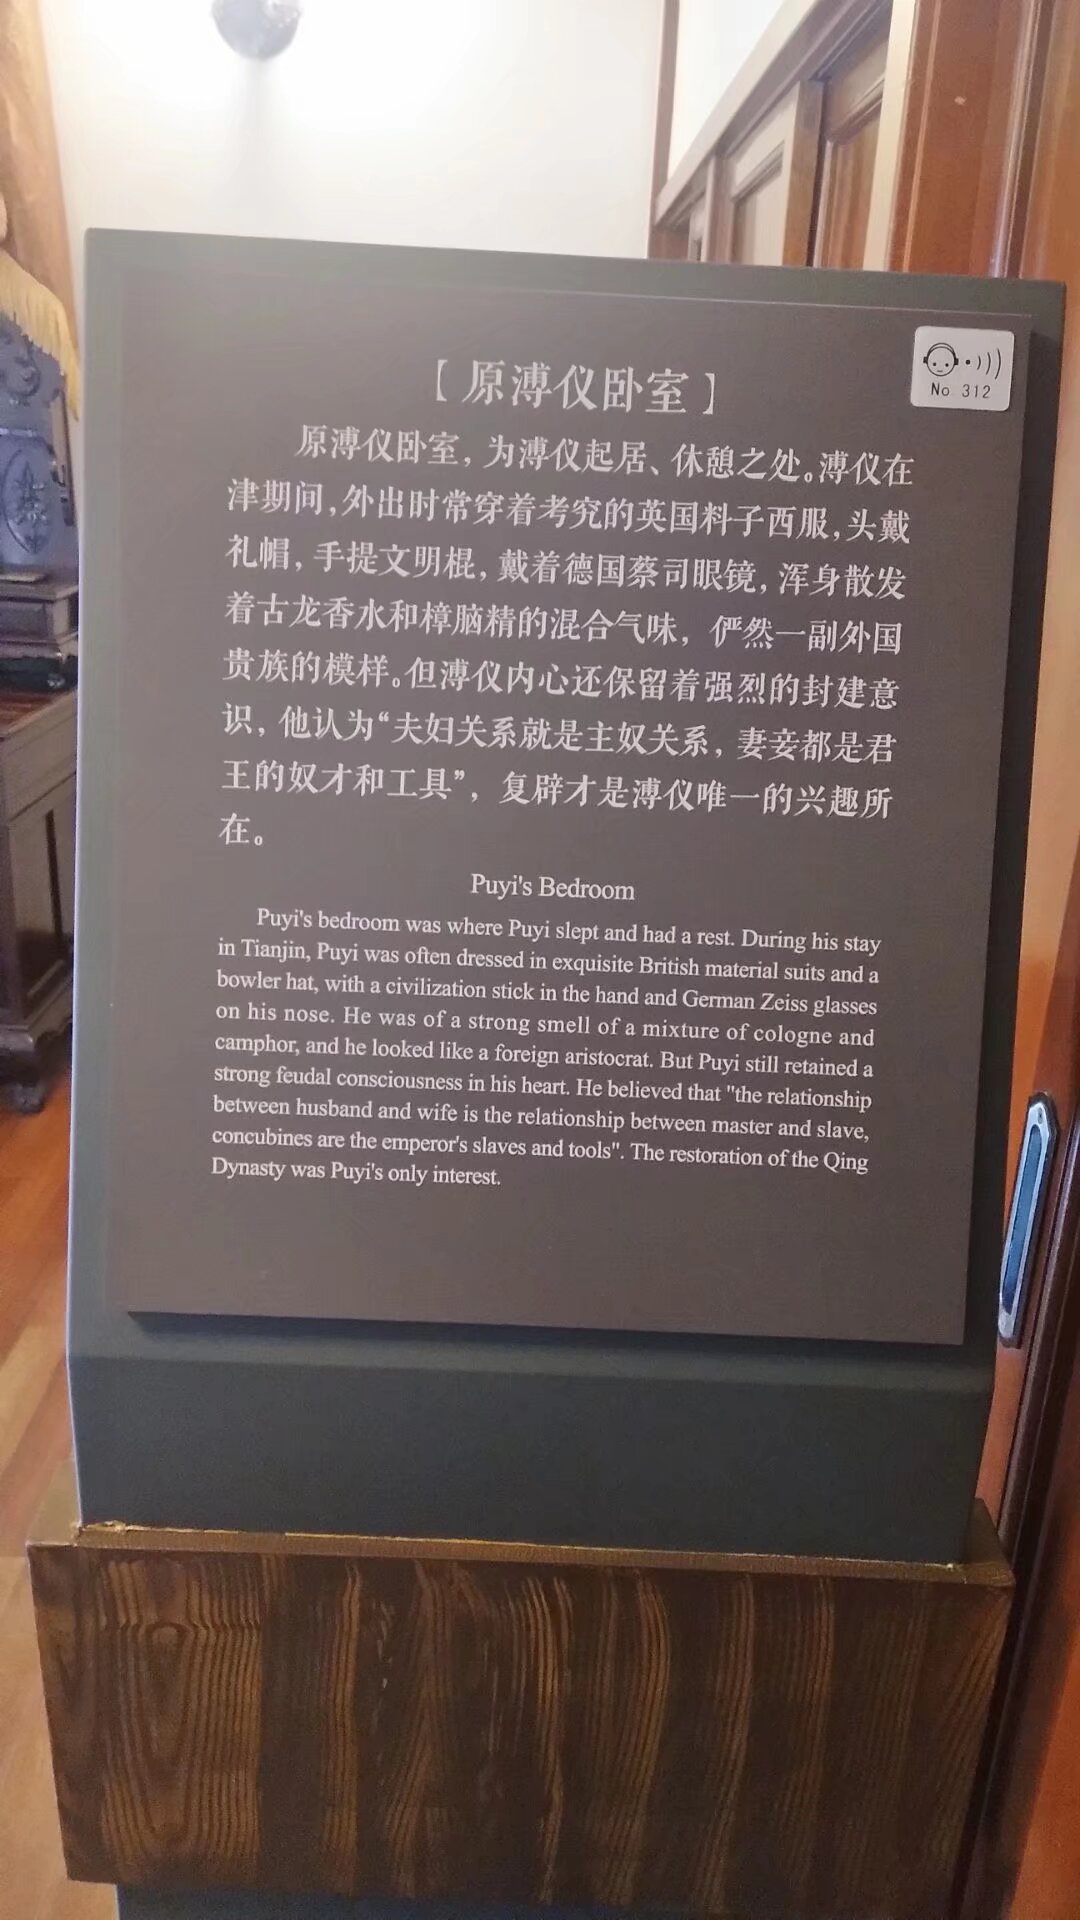 【原溥仪卧室】
No. 312
原溥仪卧室，为溥仪起居、休憩之处。溥仪在
津期间，外出时常穿着考究的英国料子西服，头戴
礼帽，手提文明棍，戴着德国蔡司眼镜，浑身散发
着古龙香水和樟脑精的混合气味，俨然一副外国
贵族的模样。但溥仪内心还保留着强烈的封建意
识，他认为“夫妇关系就是主奴关系，妻妾都是君
王的奴才和工具”，复辟才是溥仪唯一的兴趣所
在。
Puyi's Bedroom
Puyi's bedroom was where Puyi slept and had a rest. During his stay
in Tianjin, Puyi was often dressed in exquisite British material suits and a
bowler hat, with a civilization stick in the hand and German Zeiss glasses
on his nose. He was of a strong smell of a mixture of cologne and
camphor, and he looked like a foreign aristocrat. But Puyi still retained a
strong feudal consciousness in his heart. He believed that "the relationship
between husband and wife is the relationship between master and slave,
concubines are the emperor's slaves and tools". The restoration of the Qing
Dynasty was Puyi's only interest.